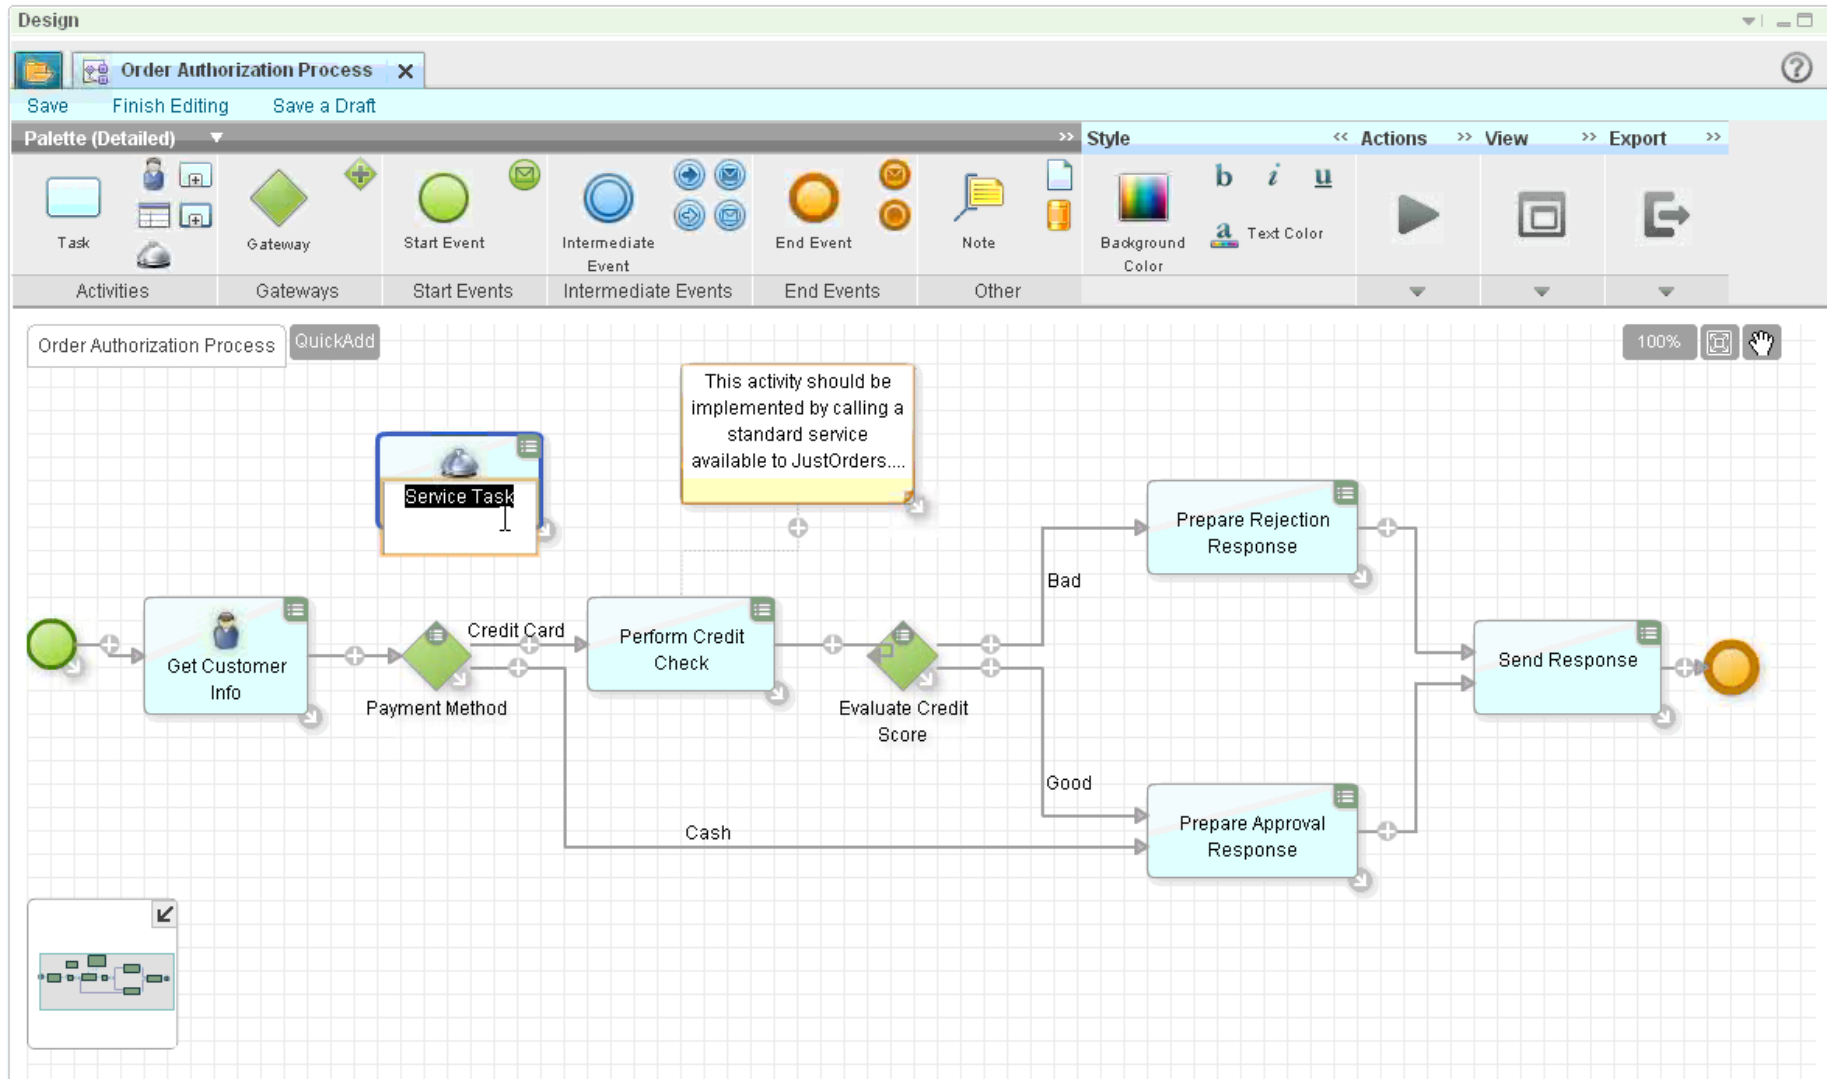 Design
Order Authorization Process
Save Finish Editing Save a Draft
Palette (Detailed) Style Actions View Export
b i u
Task Gateway Start Event Intermediate
Event End Event Note Background
Color a Text Color
Activities Gateways Start Events Intermediate Events End Events Other
Order Authorization Process QuickAdd 100%
This activity should be
implemented by calling a
standard service
available to JustOrders....
Service Task
Prepare Rejection
Response
Bad
Credit Card
Get Customer
Info
Payment Method
Perform Credit
Check
Evaluate Credit
Score
Send Response
Good
Cash
Prepare Approval
Response